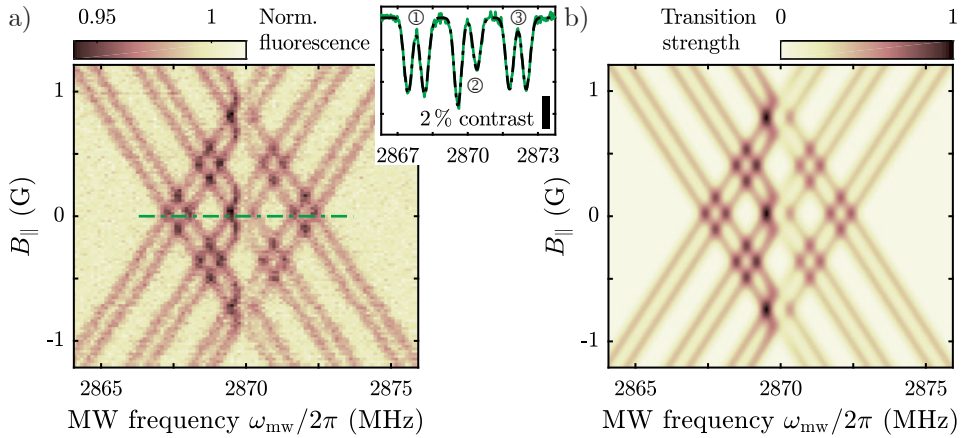 a)
0.95 1
Norm.
fluorescence
① ③
②
2 % contrast
2867 2870 2873
1
0
-1
B∥ (G)
2865 2870 2875
MW frequency ωmw/2π (MHz)
b)
Transition
strength
0 1
1
0
-1
B∥ (G)
2865 2870 2875
MW frequency ωmw/2π (MHz)